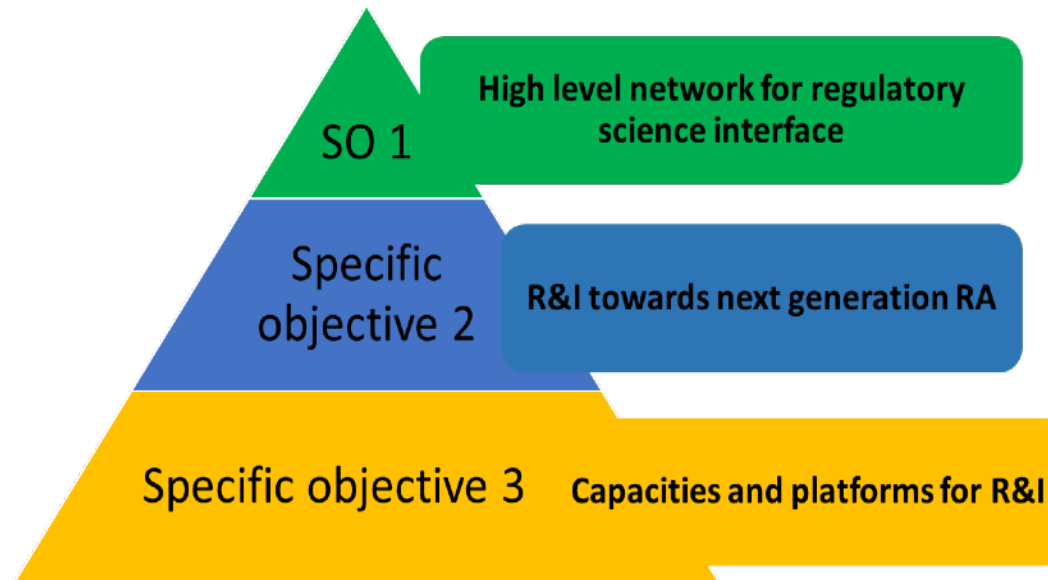 SO 1
High level network for regulatory
science interface
Specific
objective 2
R&I towards next generation RA
Specific objective 3
Capacities and platforms for R&I